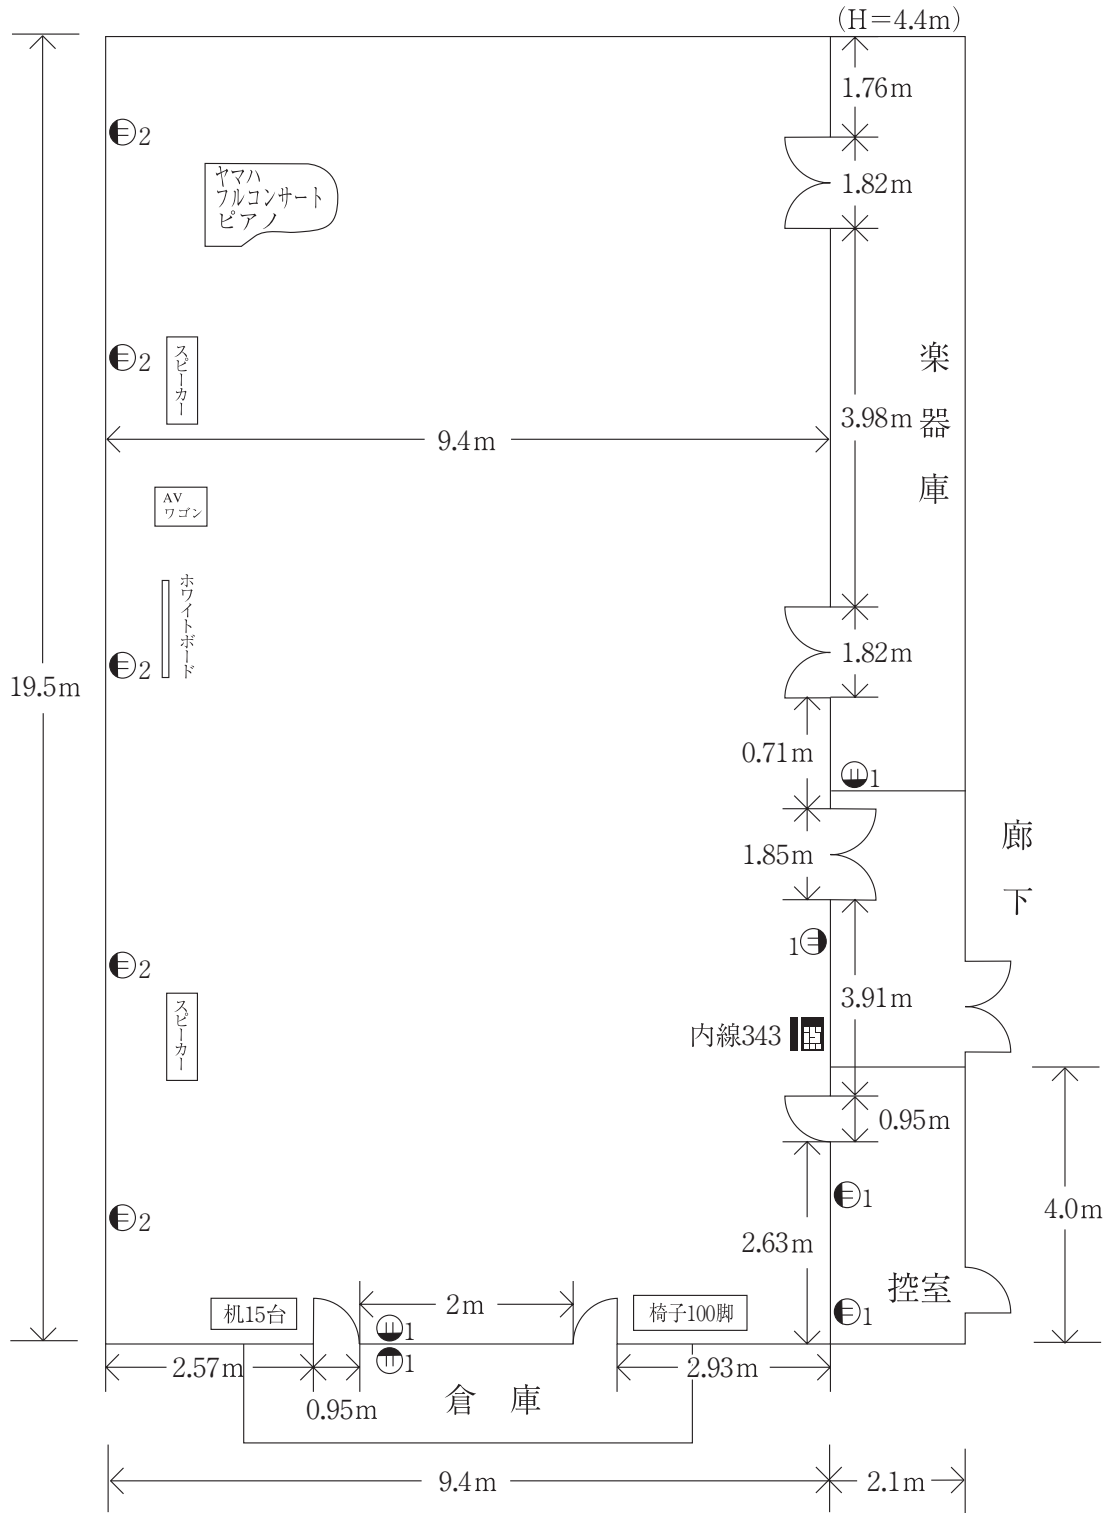 (H＝4.4m)
1.76m
2
ヤマハ
フルコンサート
ピアノ
1.82m
2
スピーカー
楽器庫
9.4m
3.98m
AV
ワゴン
ホワイトボード
2
19.5m
1.82m
0.71m
1
1.85m
廊下
1
2
3.91m
スピーカー
内線343
0.95m
1
2
4.0m
2.63m
控室
机15台
2m
1
椅子100脚
1
1
2.57m
2.93m
0.95m
倉庫
9.4m
2.1m